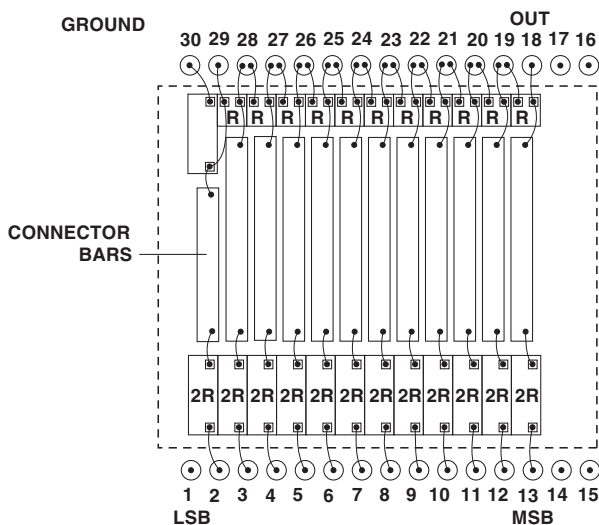 OUT
GROUND
30 29 28 27 26 25 24 23 22 21 20 19 18 17 16
R R R R R R R R R R R
CONNECTOR
BARS
2R 2R 2R 2R 2R 2R 2R 2R 2R 2R 2R 2R
1 2 3 4 5 6 7 8 9 10 11 12 13 14 15
LSB MSB